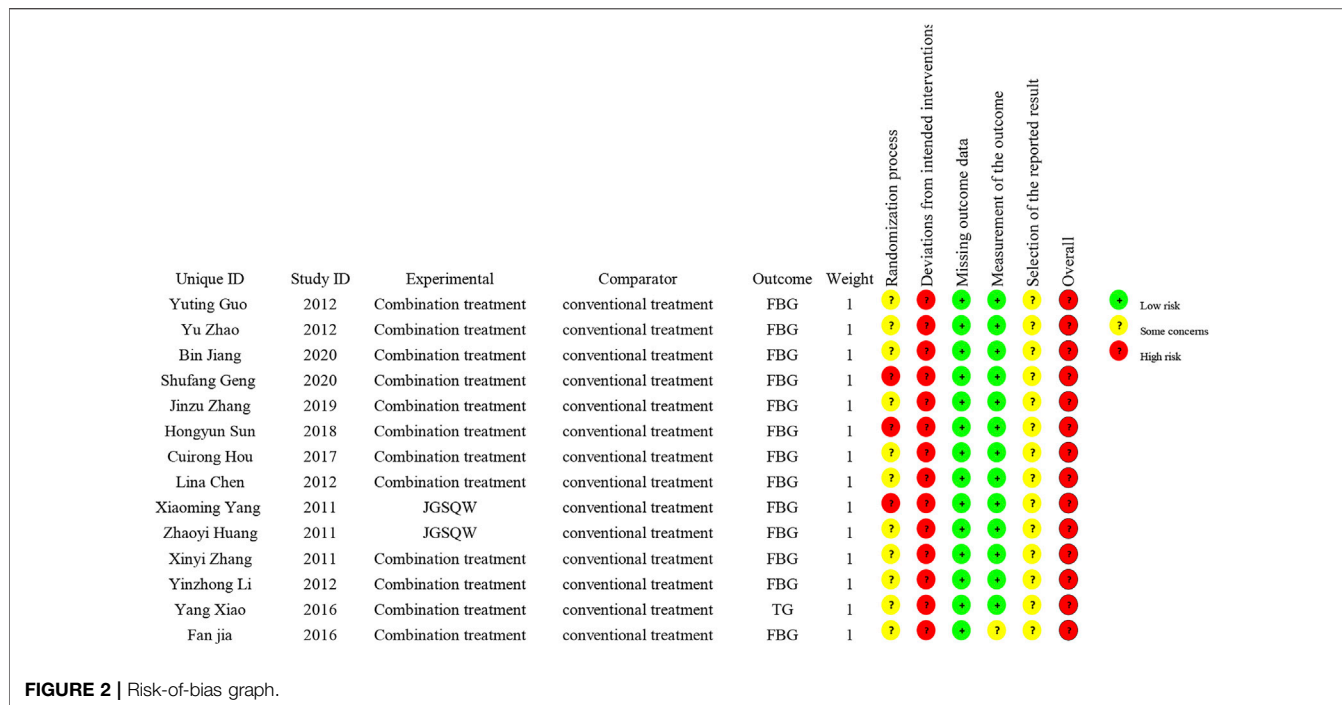 Randomization process
Deviations from intended interventions
Missing outcome data
Measurement of the outcome
Selection of the reported result
Overall
Unique ID Study ID Experimental Comparator Outcome Weight
Yuting Guo 2012 Combination treatment conventional treatment FBG 1 ? ? + + ? ? + Low risk
Yu Zhao 2012 Combination treatment conventional treatment FBG 1 ? ? + + ? ? ? Some concerns
Bin Jiang 2020 Combination treatment conventional treatment FBG 1 ? ? + + ? ? ? High risk
Shufang Geng 2020 Combination treatment conventional treatment FBG 1 ? ? + + ? ?
Jinzu Zhang 2019 Combination treatment conventional treatment FBG 1 ? ? + + ? ?
Hongyun Sun 2018 Combination treatment conventional treatment FBG 1 ? ? + + ? ?
Cuirong Hou 2017 Combination treatment conventional treatment FBG 1 ? ? + + ? ?
Lina Chen 2012 Combination treatment conventional treatment FBG 1 ? ? + + ? ?
Xiaoming Yang 2011 JGSQW conventional treatment FBG 1 ? ? + + ? ?
Zhaoyi Huang 2011 JGSQW conventional treatment FBG 1 ? ? + + ? ?
Xinyi Zhang 2011 Combination treatment conventional treatment FBG 1 ? ? + + ? ?
Yinzhong Li 2012 Combination treatment conventional treatment FBG 1 ? ? + + ? ?
Yang Xiao 2016 Combination treatment conventional treatment TG 1 ? ? + + ? ?
Fan jia 2016 Combination treatment conventional treatment FBG 1 ? ? + ? ? ?
FIGURE 2 | Risk-of-bias graph.